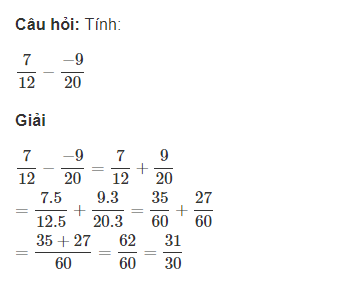 Câu hỏi: Tính:
7/12 − −9/20
Giải
7/12 − −9/20 = 7/12 + 9/20
= 7.5/12.5 + 9.3/20.3 = 35/60 + 27/60
= 35 + 27/60 = 62/60 = 31/30